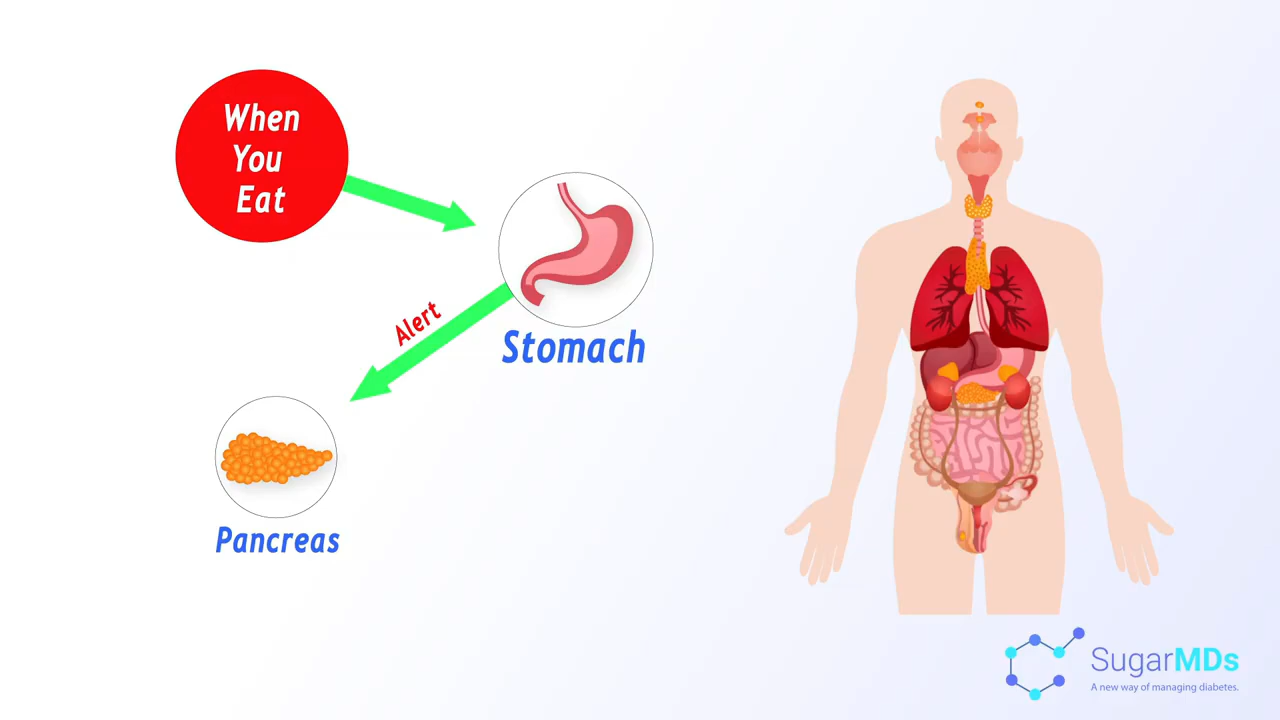 When
You
Eat
Stomach
Alert
Pancreas
SugarMDs
A new way of managing diabetes.